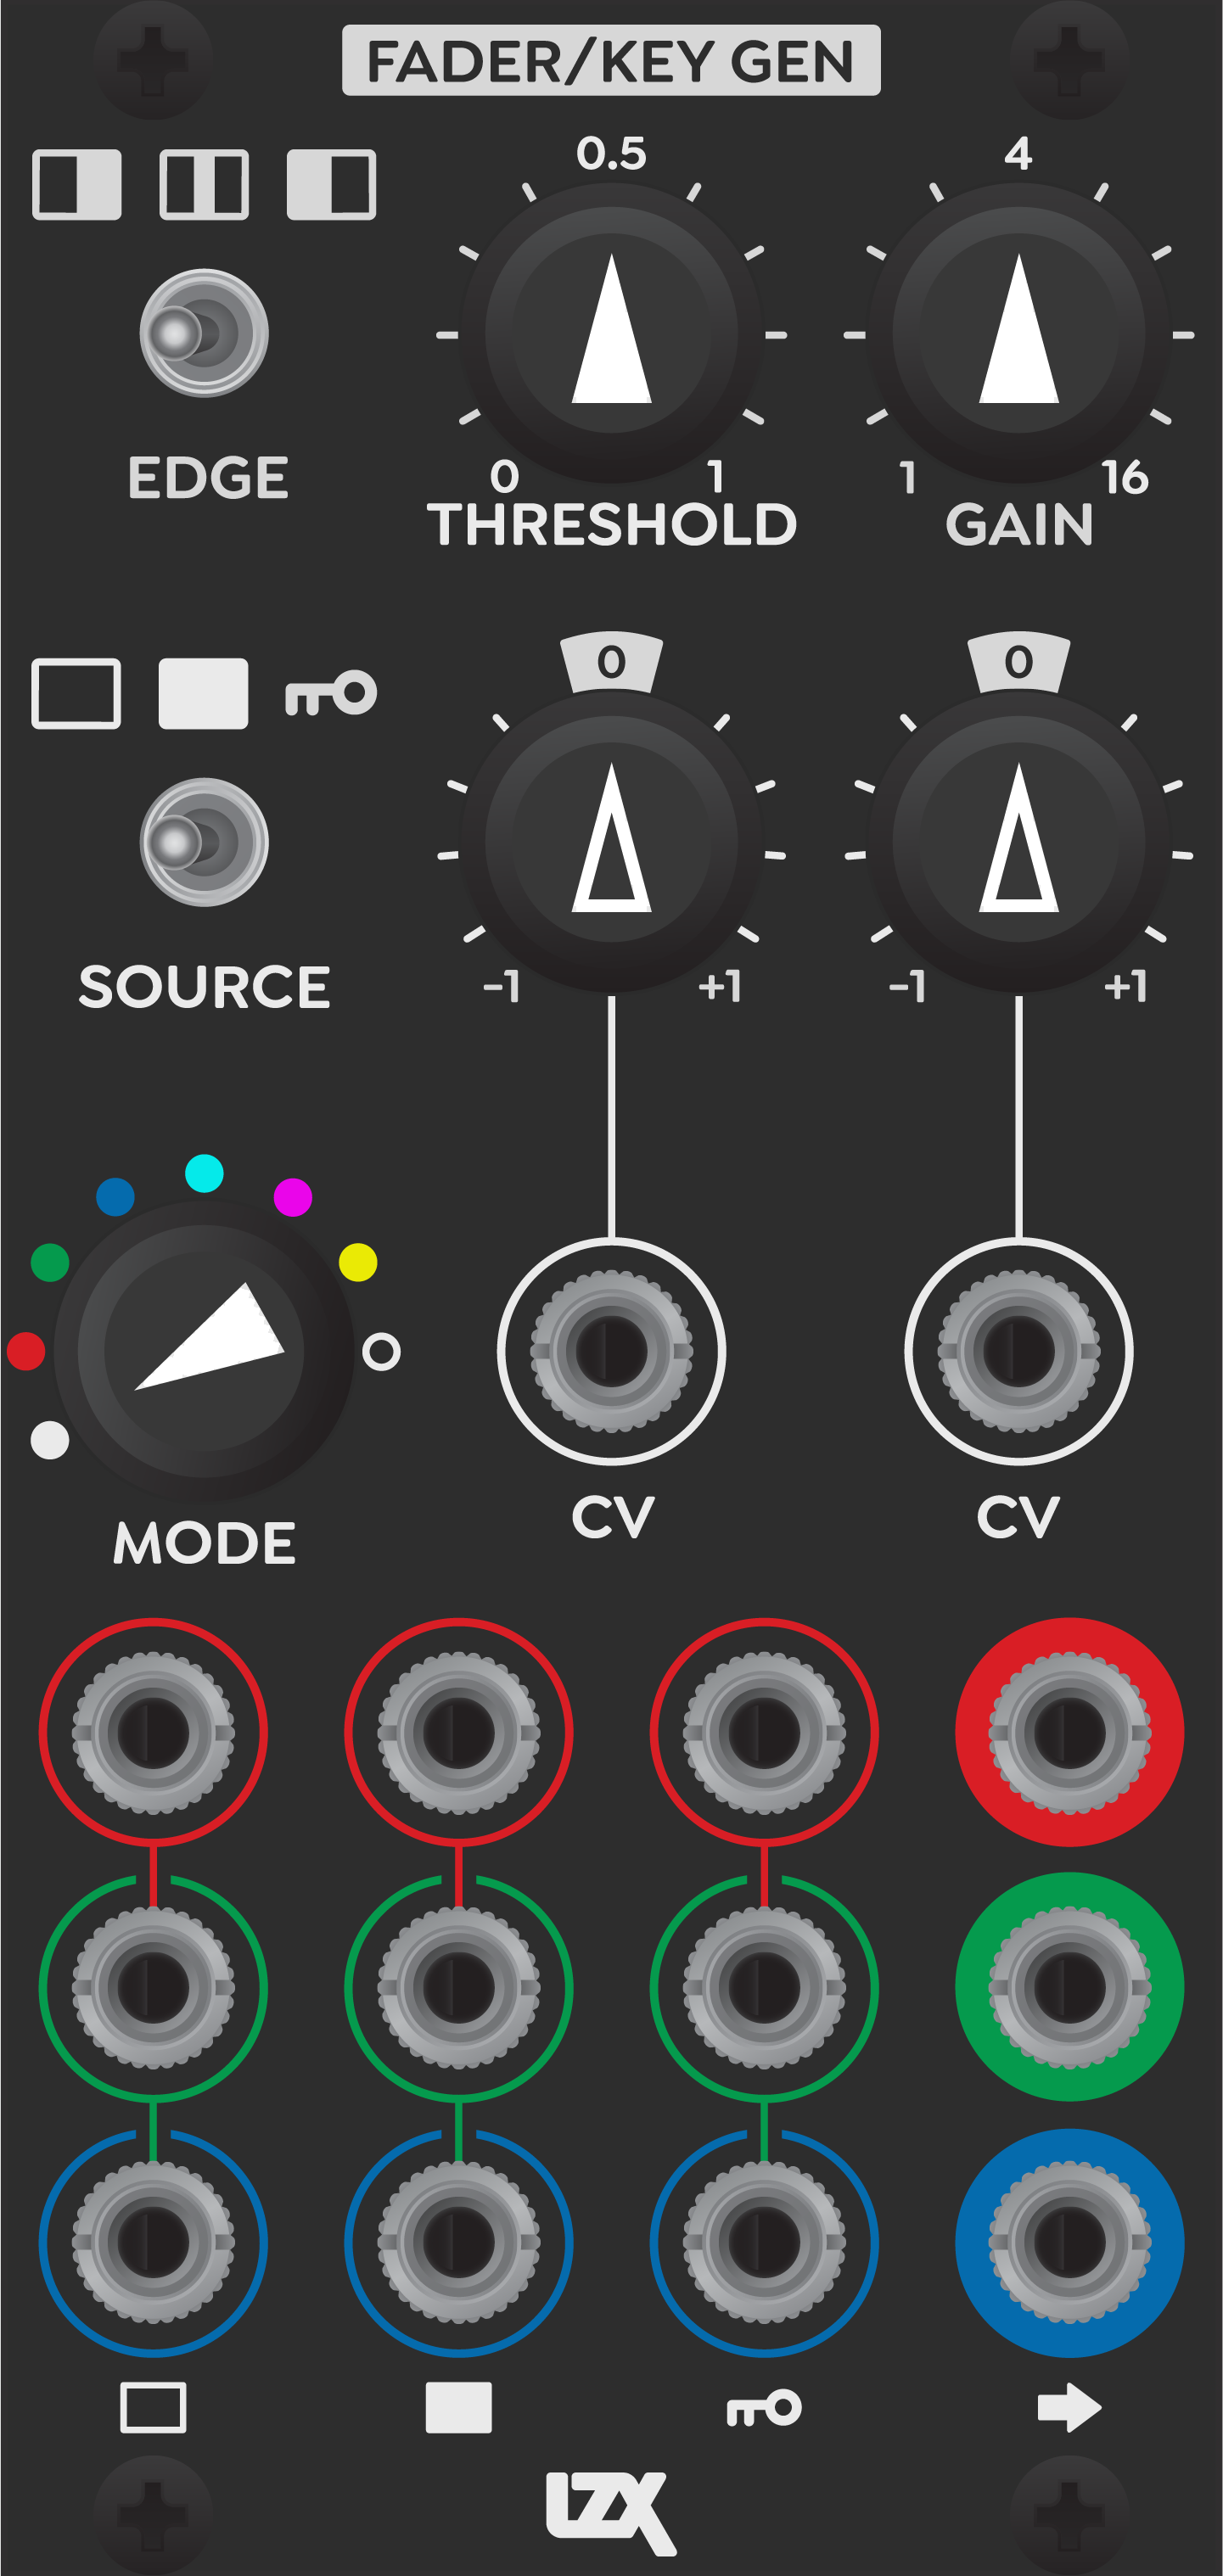 FADER/KEY GEN
0.5 4
0 1 1 16
EDGE THRESHOLD GAIN
0 0
SOURCE -1 +1 -1 +1
MODE CV CV
LZX